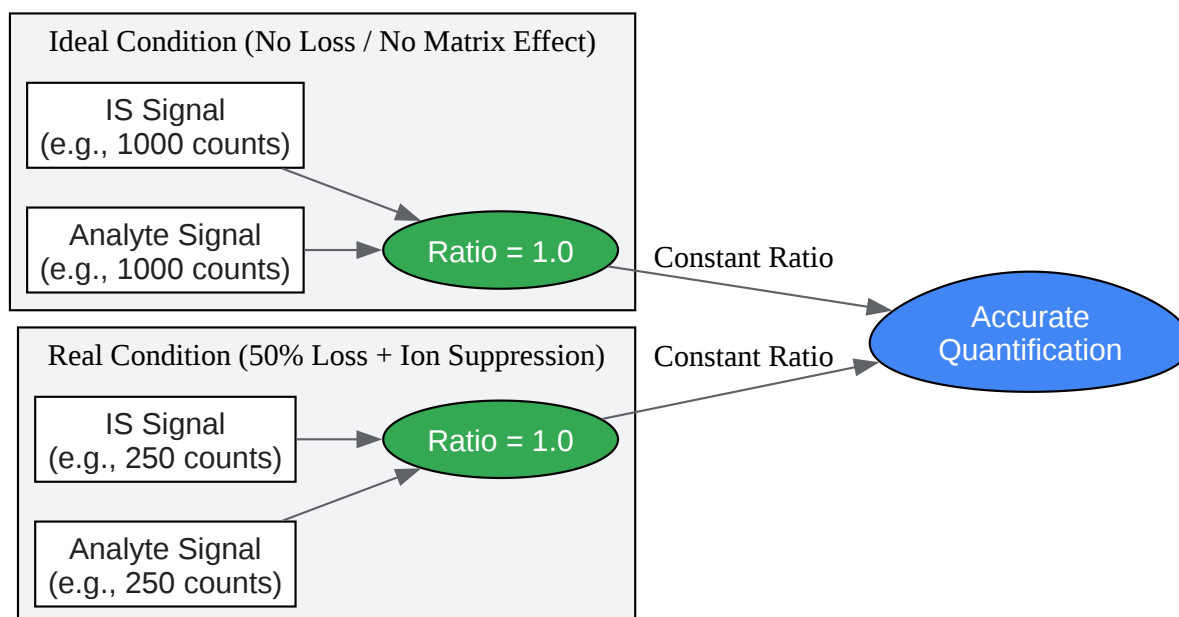 Ideal Condition (No Loss / No Matrix Effect)
IS Signal
(e.g., 1000 counts)
Analyte Signal
(e.g., 1000 counts)
Ratio = 1.0
Constant Ratio
Real Condition (50% Loss + Ion Suppression)
IS Signal
(e.g., 250 counts)
Analyte Signal
(e.g., 250 counts)
Ratio = 1.0
Constant Ratio
Accurate
Quantification